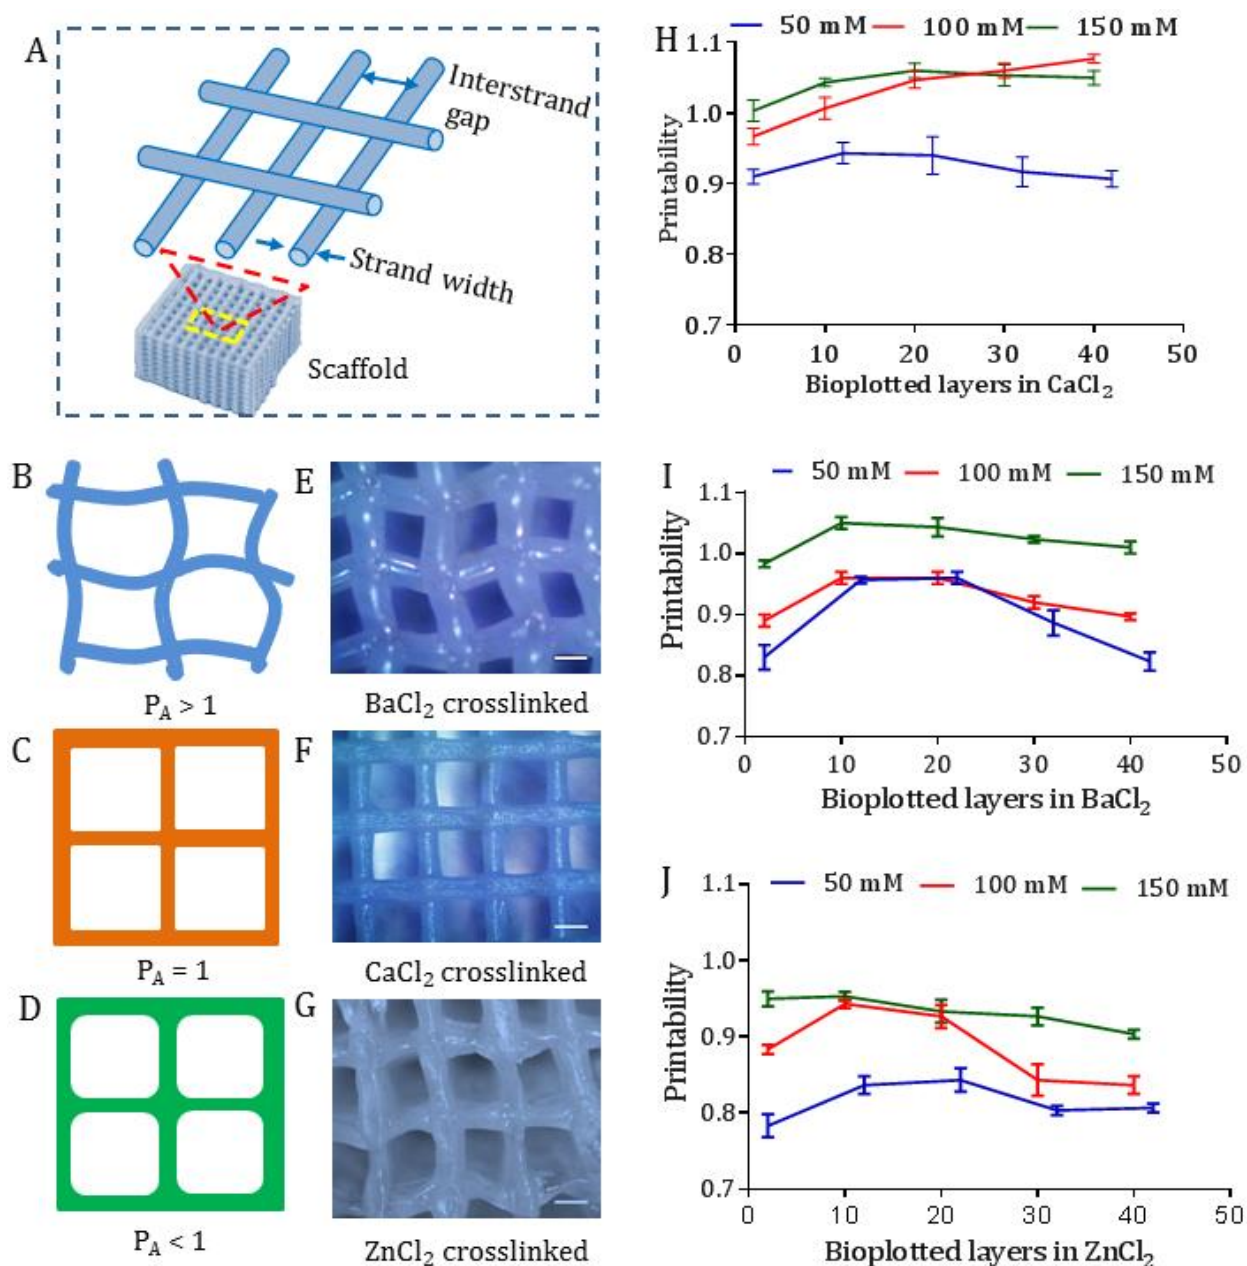 A
Interstrand
gap
Strand width
Scaffold
B
P_A > 1
C
P_A = 1
D
P_A < 1
E
BaCl₂ crosslinked
F
CaCl₂ crosslinked
G
ZnCl₂ crosslinked
H
50 mM 100 mM 150 mM
1.1
1.0
0.9
0.8
0.7
Printability
0 10 20 30 40 50
Bioplotted layers in CaCl₂
I
50 mM 100 mM 150 mM
1.1
1.0
0.9
0.8
0.7
Printability
0 10 20 30 40 50
Bioplotted layers in BaCl₂
J
50 mM 100 mM 150 mM
1.1
1.0
0.9
0.8
0.7
Printability
0 10 20 30 40 50
Bioplotted layers in ZnCl₂